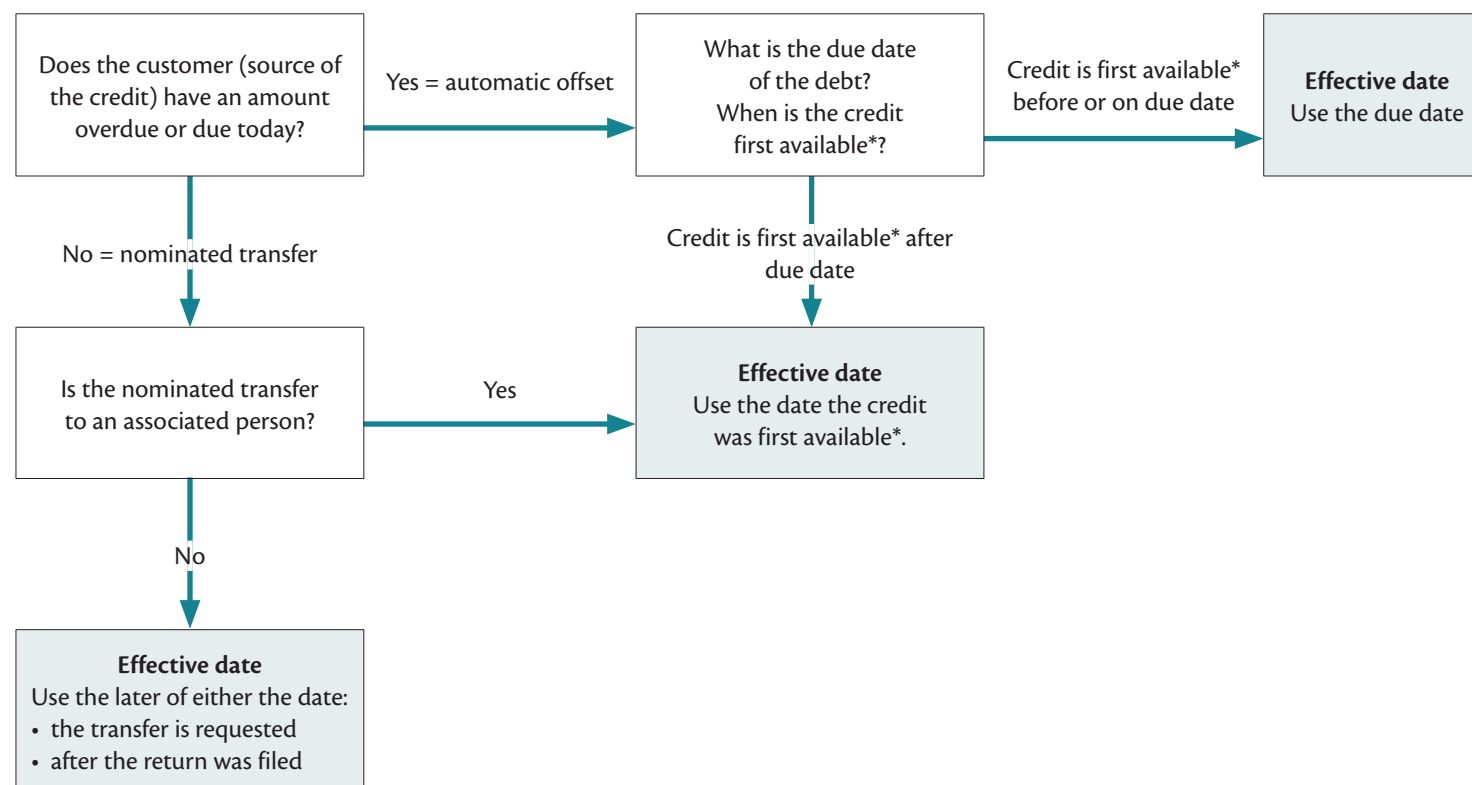 Does the customer (source of
the credit) have an amount
overdue or due today?
Yes = automatic offset
What is the due date
of the debt?
When is the credit
first available*?
Credit is first available*
before or on due date
Effective date
Use the due date
No = nominated transfer
Credit is first available* after
due date
Is the nominated transfer
to an associated person?
Yes
Effective date
Use the date the credit
was first available*.
No
Effective date
Use the later of either the date:
• the transfer is requested
• after the return was filed